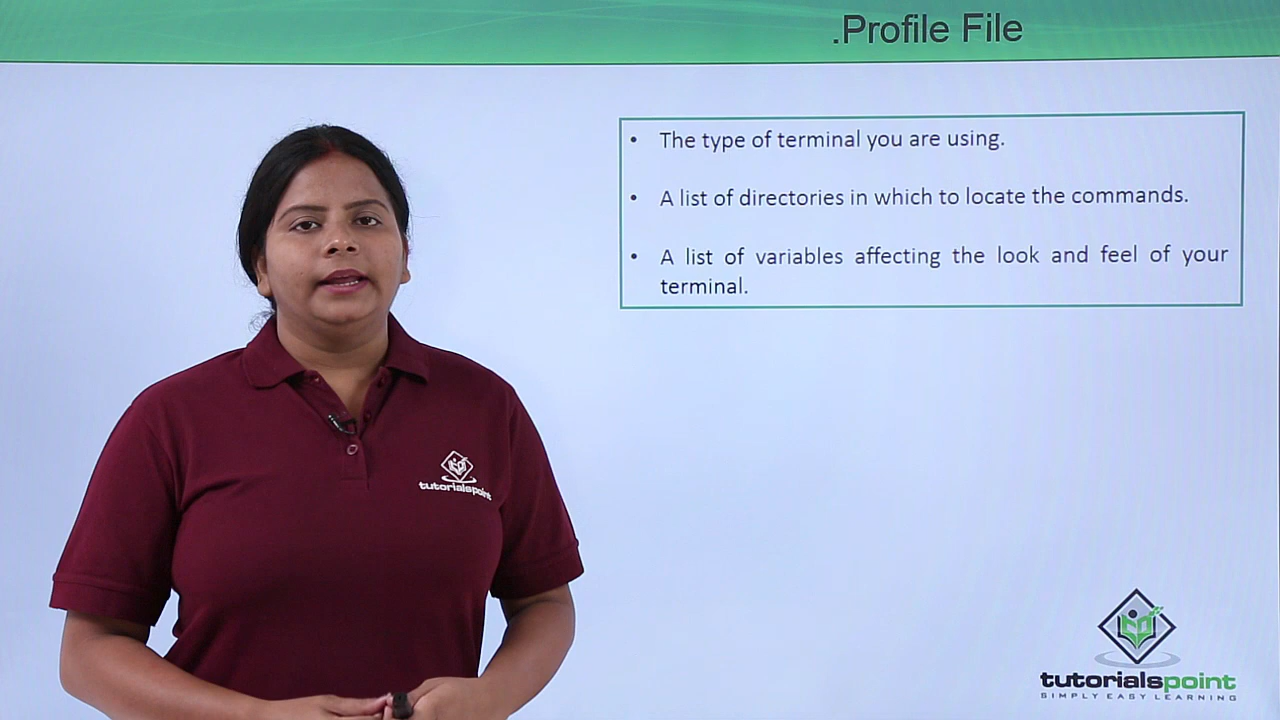 .Profile File
• The type of terminal you are using.
• A list of directories in which to locate the commands.
• A list of variables affecting the look and feel of your
terminal.
tutorialspoint
tutorialspoint
SIMPLY EASY LEARNING